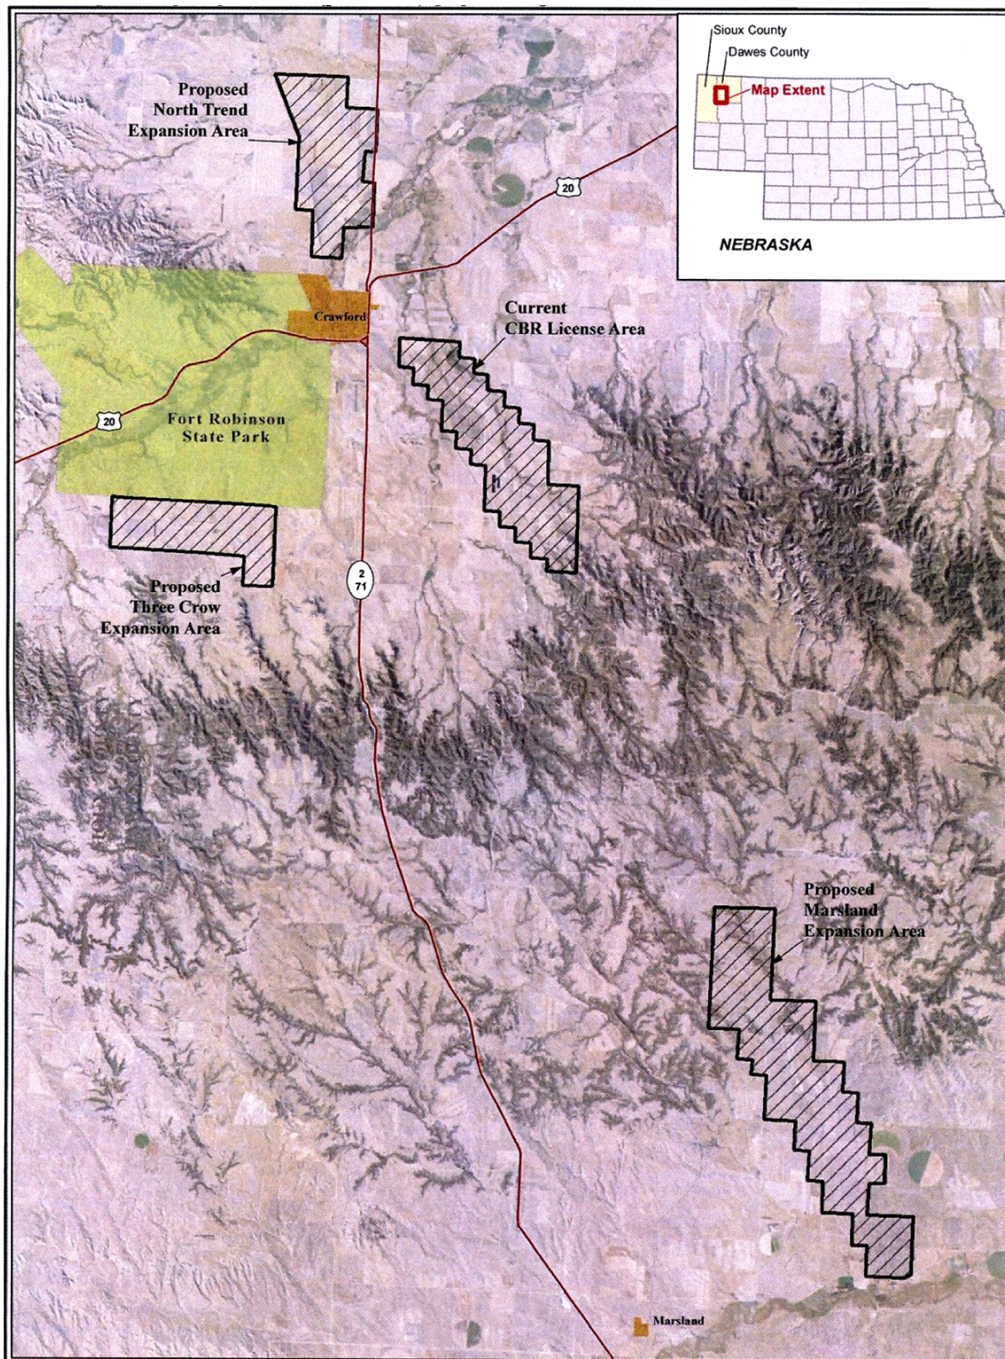 Sioux County
Dawes County
Map Extent
NEBRASKA
Proposed
North Trend
Expansion Area
20
Crawford
Current
CBR License Area
20
Fort Robinson
State Park
2
71
Proposed
Three Crow
Expansion Area
Proposed
Marsland
Expansion Area
Marsland